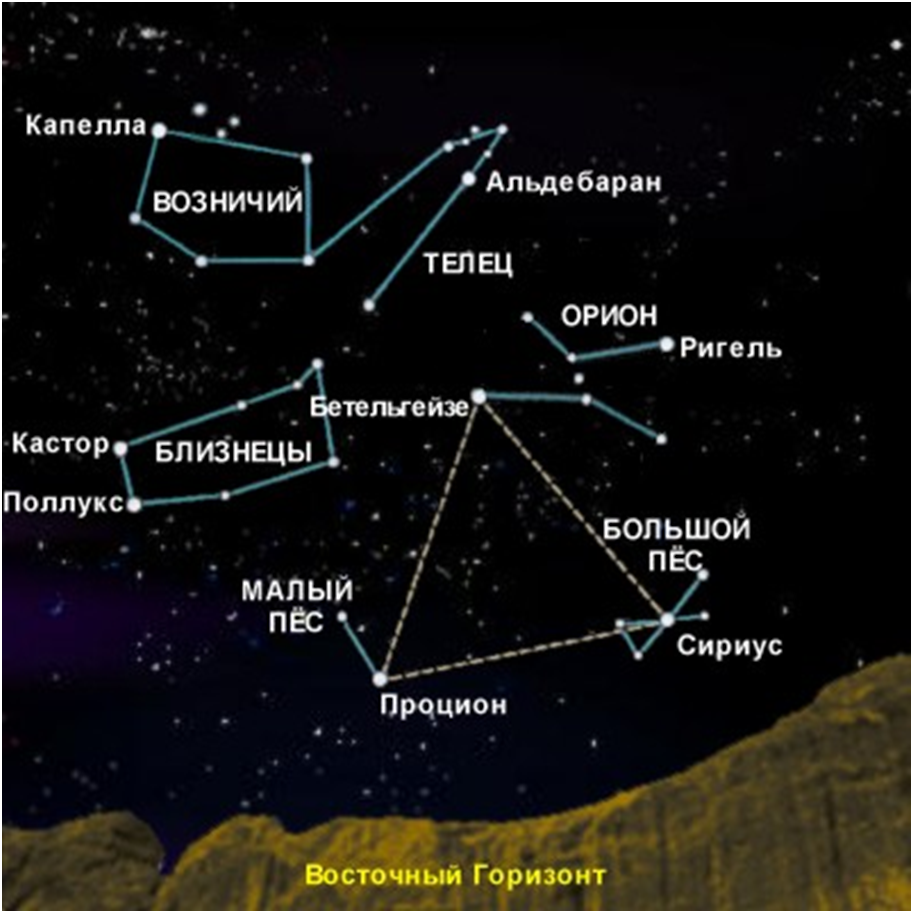 Капелла
ВОЗНИЧИЙ
Альдебаран
ТЕЛЕЦ
ОРИОН
Ригель
Бетельгейзе
Кастор
БЛИЗНЕЦЫ
Поллукс
БОЛЬШОЙ
ПЁС
МАЛЫЙ
ПЁС
Сириус
Процион
Восточный Горизонт